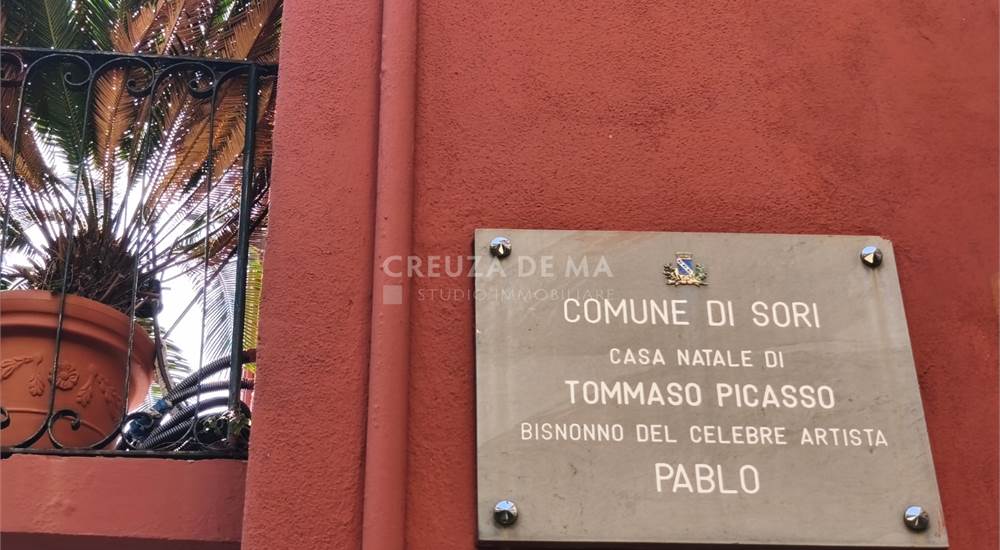 CREUZA DE MA
STUDIO IMMOBILIARE
COMUNE DI SORI
CASA NATALE DI
TOMMASO PICASSO
BISNONNO DEL CELEBRE ARTISTA
PABLO